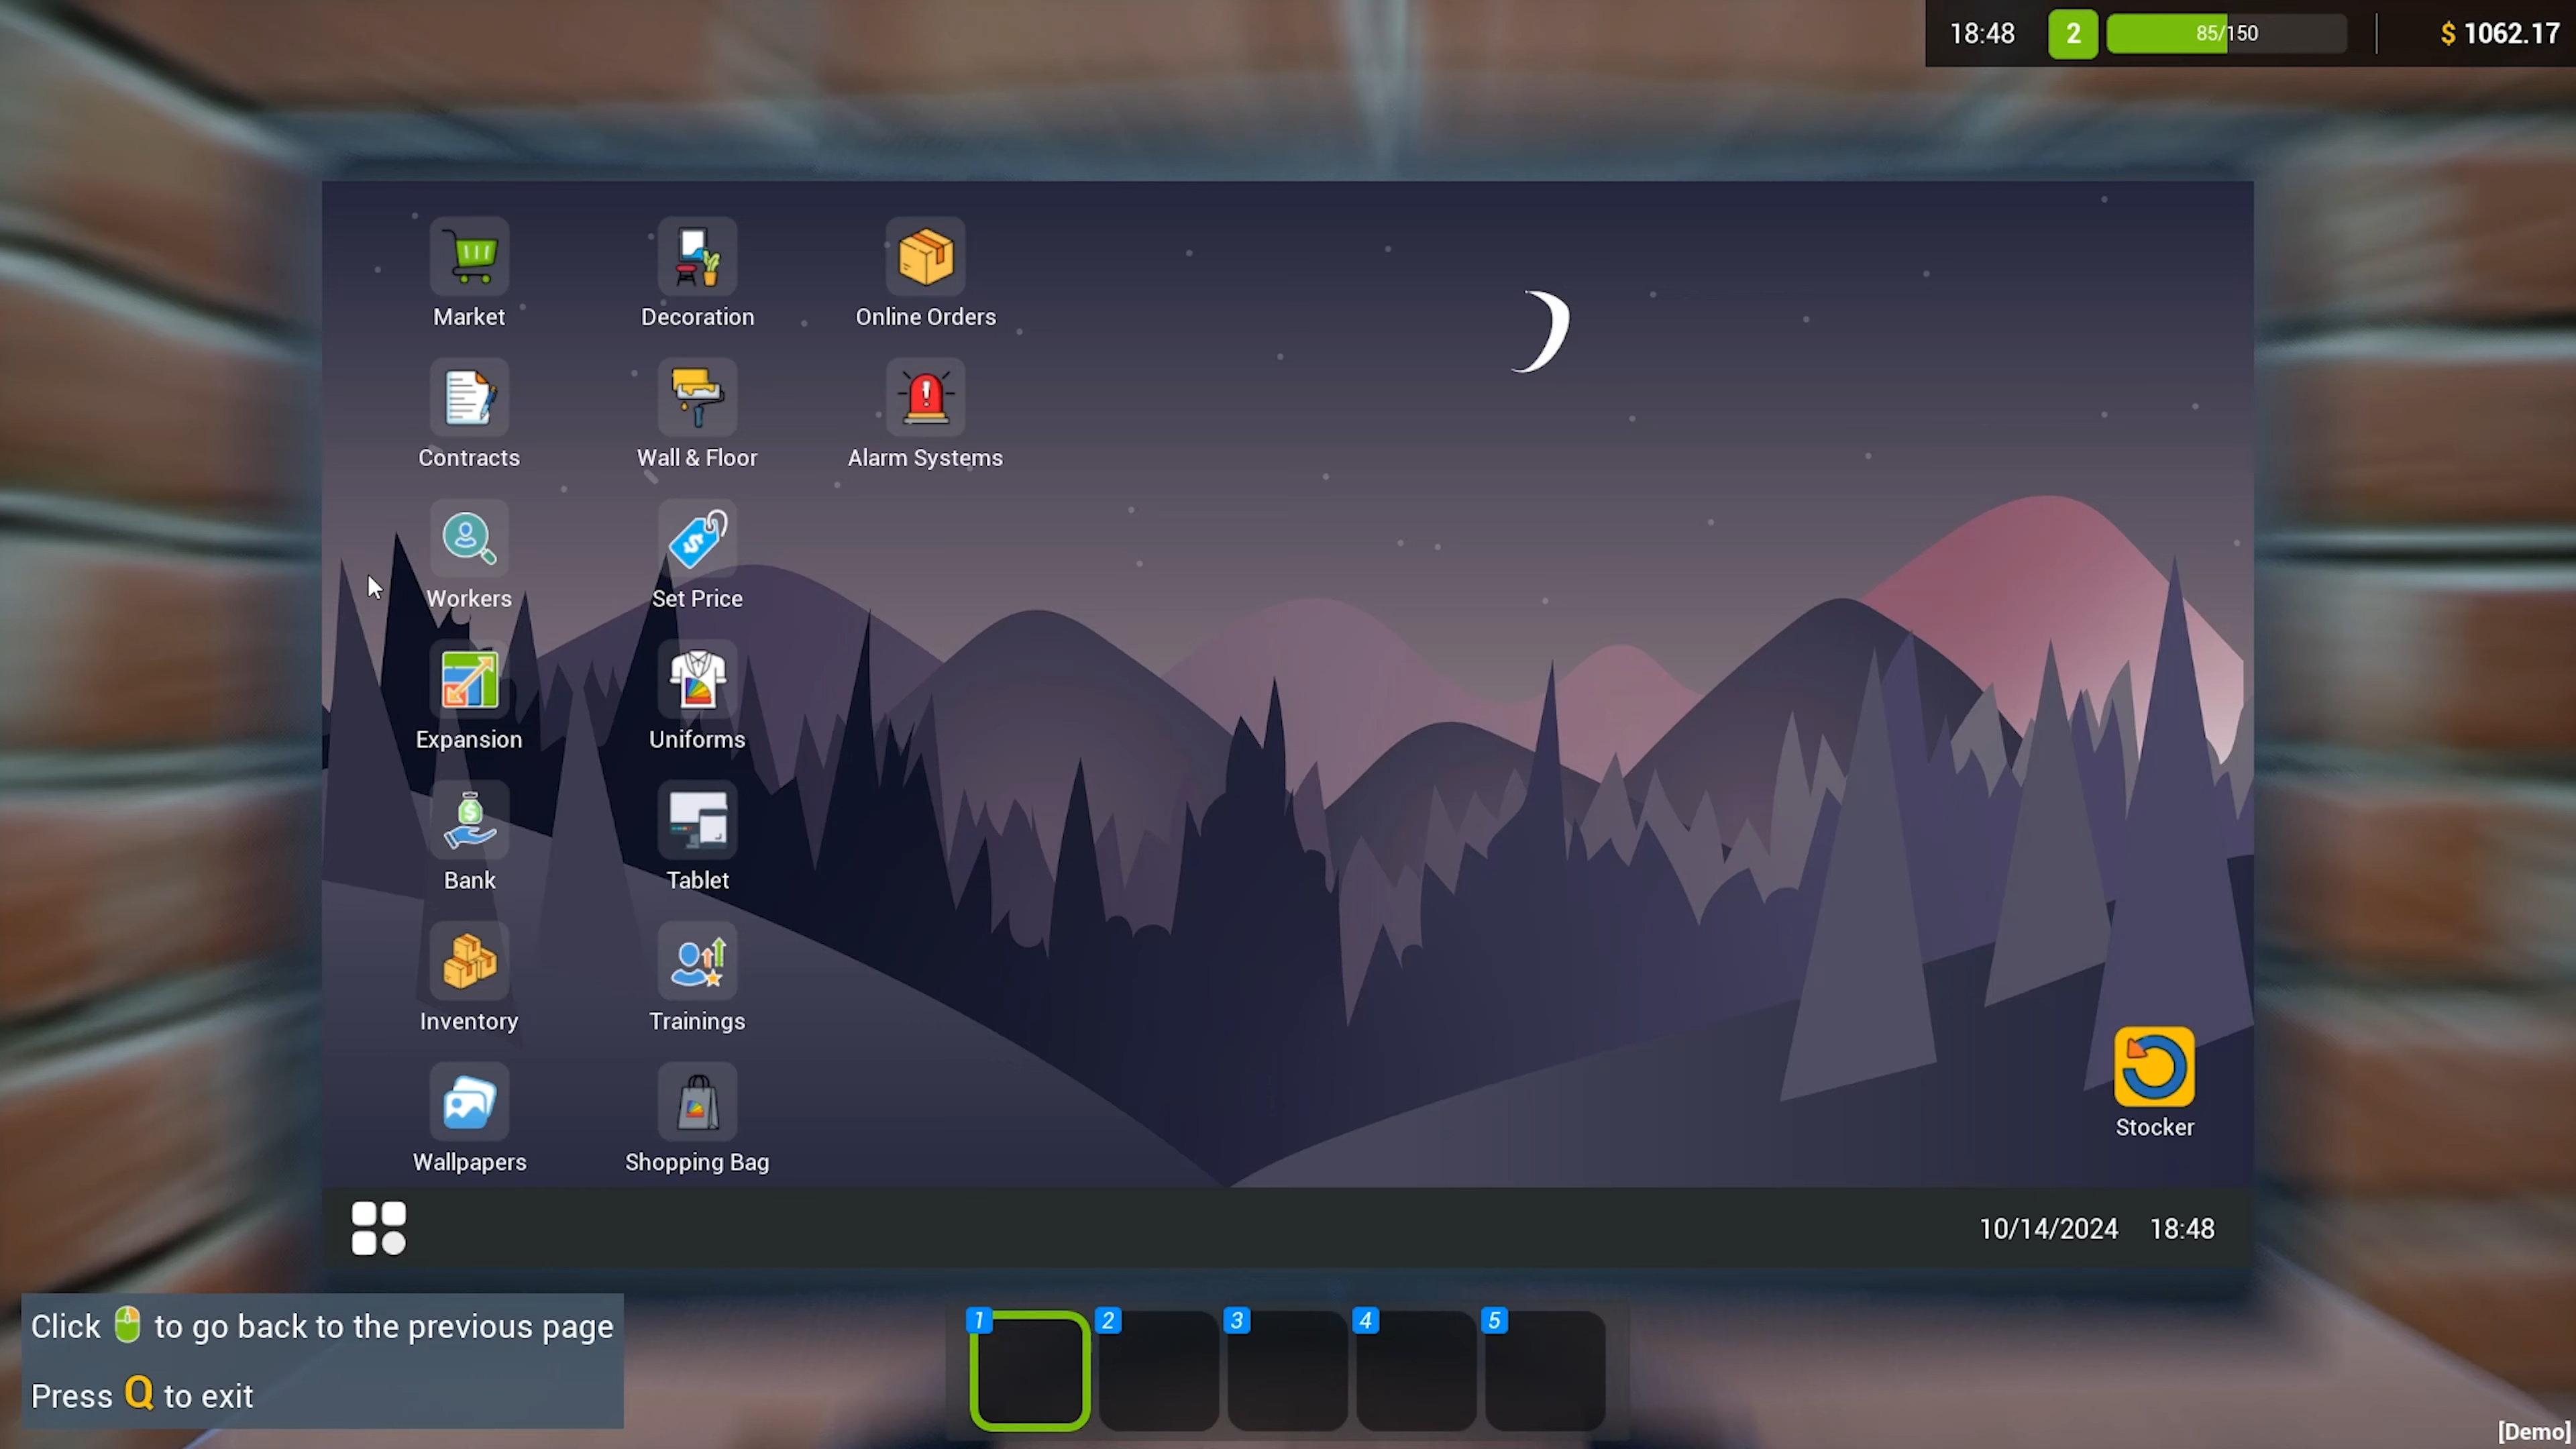 18:48 2 85/150 $ 1062.17
Market Decoration Online Orders
Contracts Wall & Floor Alarm Systems
Workers Set Price
Expansion Uniforms
Bank Tablet
Inventory Trainings
Stocker
Wallpapers Shopping Bag
10/14/2024 18:48
Click to go back to the previous page
Press Q to exit
1 2 3 4 5
[Demo]